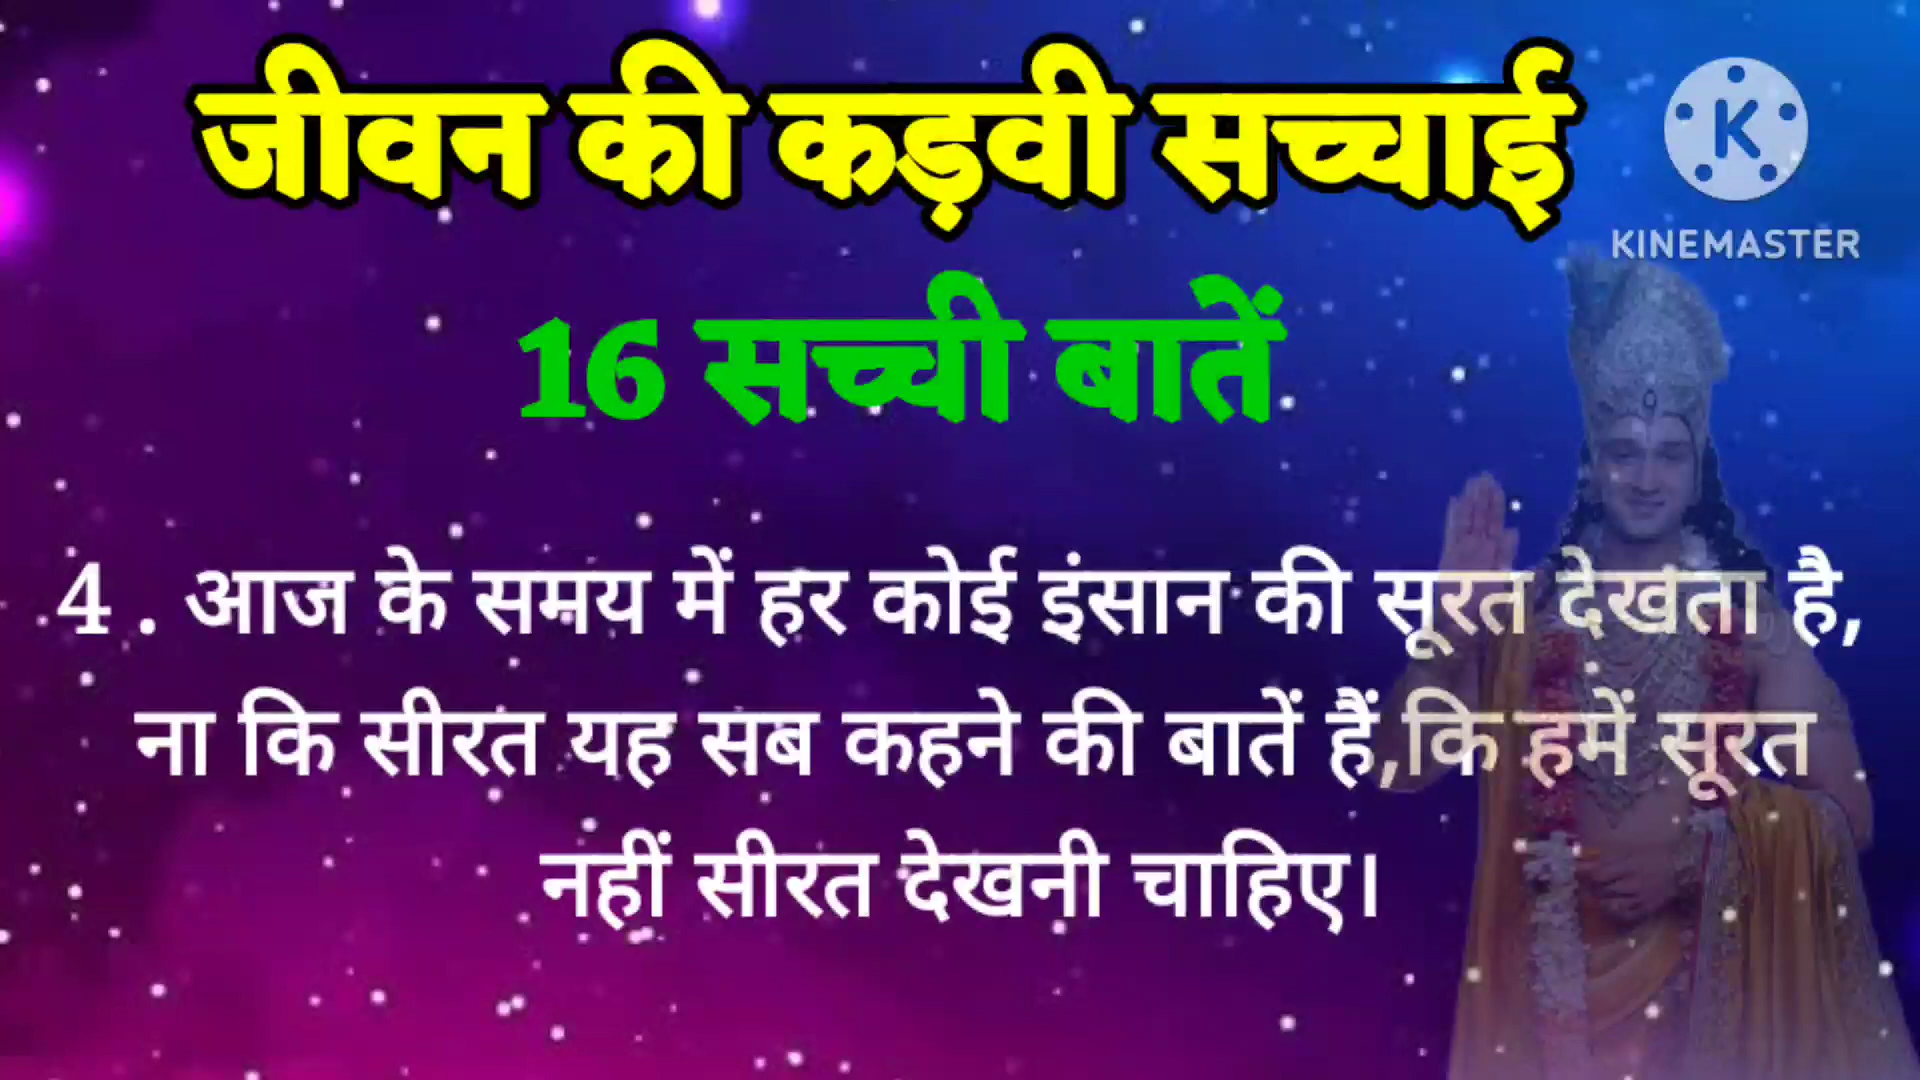 जीवन की कड़वी सच्चाई
K
KINEMASTER
16 सच्ची बातें
4 . आज के समय में हर कोई इंसान की सूरत देखता है,
ना कि सीरत यह सब कहने की बातें हैं,कि हमें सूरत
नहीं सीरत देखनी चाहिए।